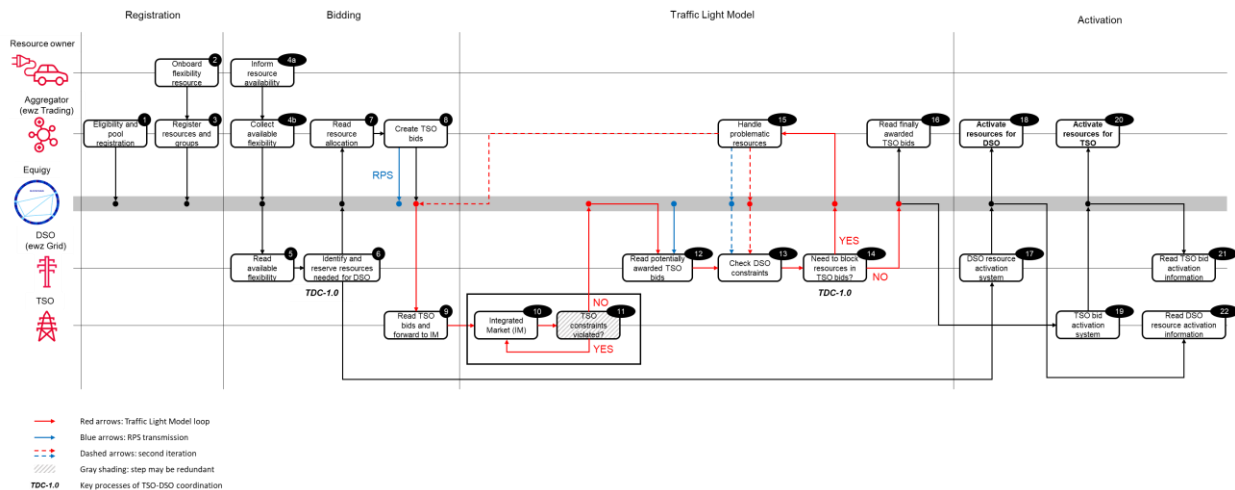 Registration
Bidding
Traffic Light Model
Activation
Resource owner
2
Onboard
flexibility
resource
4a
Inform
resource
availability
Aggregator
(ewz Trading)
1
Eligibility and
pool
registration
3
Register
resources and
groups
4b
Collect
available
flexibility
7
Read
resource
allocation
8
Create TSO
bids
15
Handle
problematic
resources
16
Read finally
awarded
TSO bids
18
Activate
resources for
DSO
20
Activate
resources for
TSO
RPS
Equigy
YES
DSO
(ewz Grid)
5
Read
available
flexibility
6
Identify and
reserve resources
needed for DSO
TDC-1.0
12
Read potentially
awarded TSO
bids
13
Check DSO
constraints
14
Need to block
resources in
TSO bids?
TDC-1.0
NO
17
DSO resource
activation
system
21
Read TSO bid
activation
information
TSO
9
Read TSO
bids and
forward to IM
10
Integrated
Market (IM)
NO
11
TSO
constraints
violated?
YES
19
TSO bid
activation
system
22
Read DSO
resource activation
information
Red arrows: Traffic Light Model loop
Blue arrows: RPS transmission
Dashed arrows: second iteration
Gray shading: step may be redundant
TDC-1.0 Key processes of TSO-DSO coordination